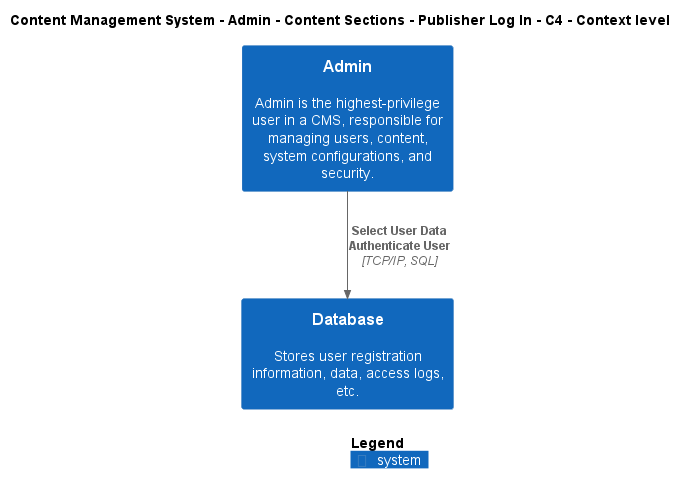 Content Management System - Admin - Content Sections - Publisher Log In - C4 - Context level
Admin
Admin is the highest-privilege
user in a CMS, responsible for
managing users, content,
system configurations, and
security.
Select User Data
Authenticate User
[TCP/IP, SQL]
Database
Stores user registration
information, data, access logs,
etc.
Legend
system